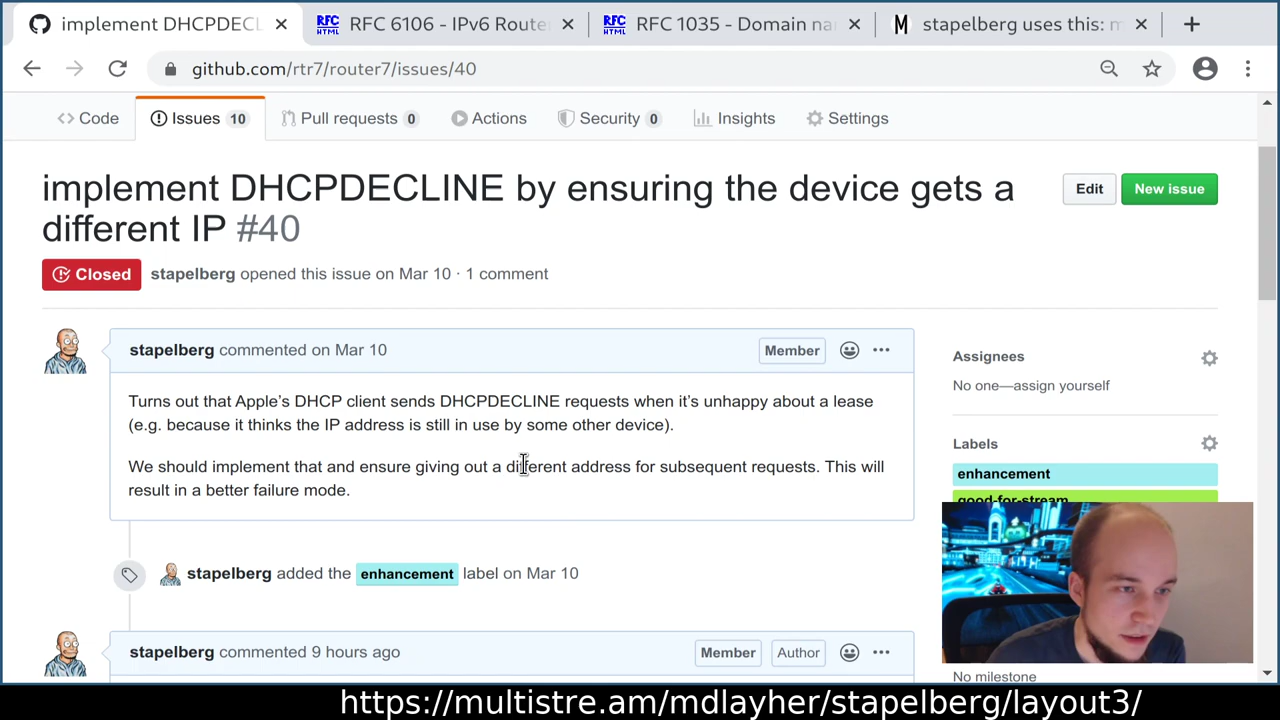 implement DHCPDECL
RFC 6106 - IPv6 Route
RFC 1035 - Domain na
stapelberg uses this: m
github.com/rtr7/router7/issues/40
Code
Issues 10
Pull requests 0
Actions
Security 0
Insights
Settings
implement DHCPDECLINE by ensuring the device gets a
different IP #40
Edit
New issue
Closed
stapelberg opened this issue on Mar 10 · 1 comment
stapelberg commented on Mar 10
Member
Turns out that Apple’s DHCP client sends DHCPDECLINE requests when it’s unhappy about a lease
(e.g. because it thinks the IP address is still in use by some other device).
We should implement that and ensure giving out a different address for subsequent requests. This will
result in a better failure mode.
Assignees
No one—assign yourself
Labels
enhancement
good-for-stream
stapelberg added the enhancement label on Mar 10
stapelberg commented 9 hours ago
Member
Author
No milestone
https://multistre.am/mdlayher/stapelberg/layout3/